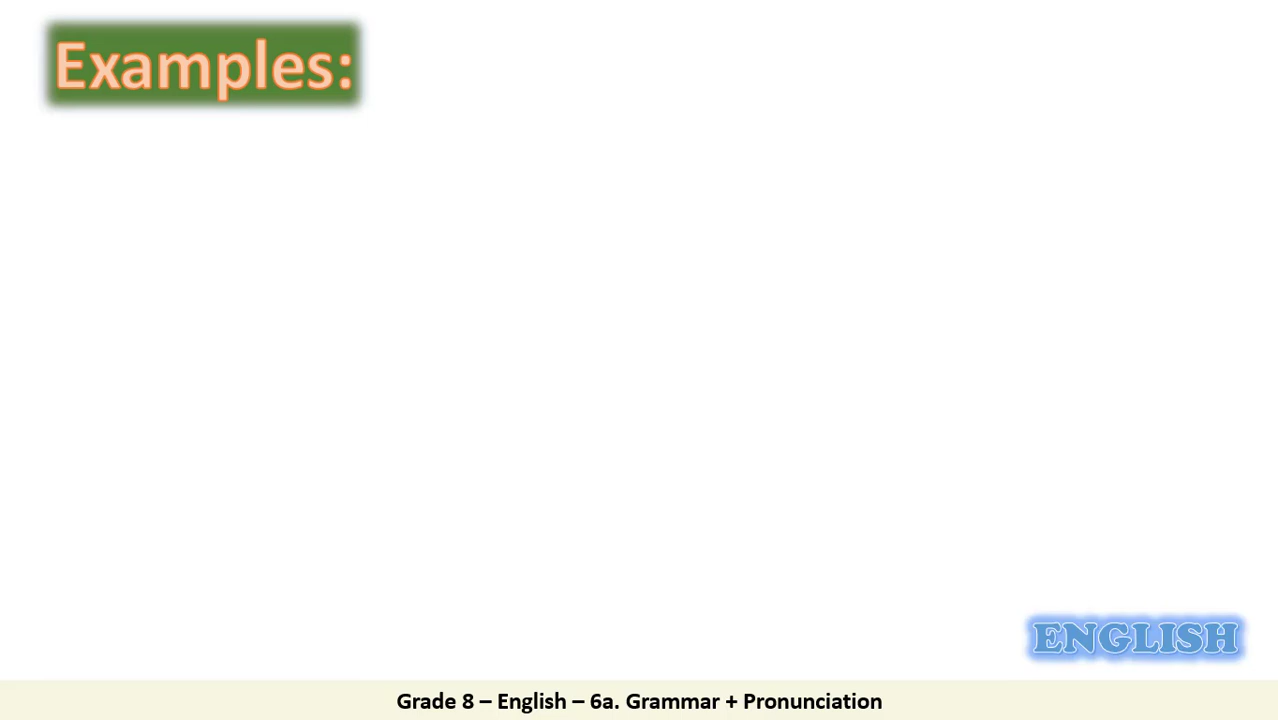 Examples:
ENGLISH
Grade 8 – English – 6a. Grammar + Pronunciation